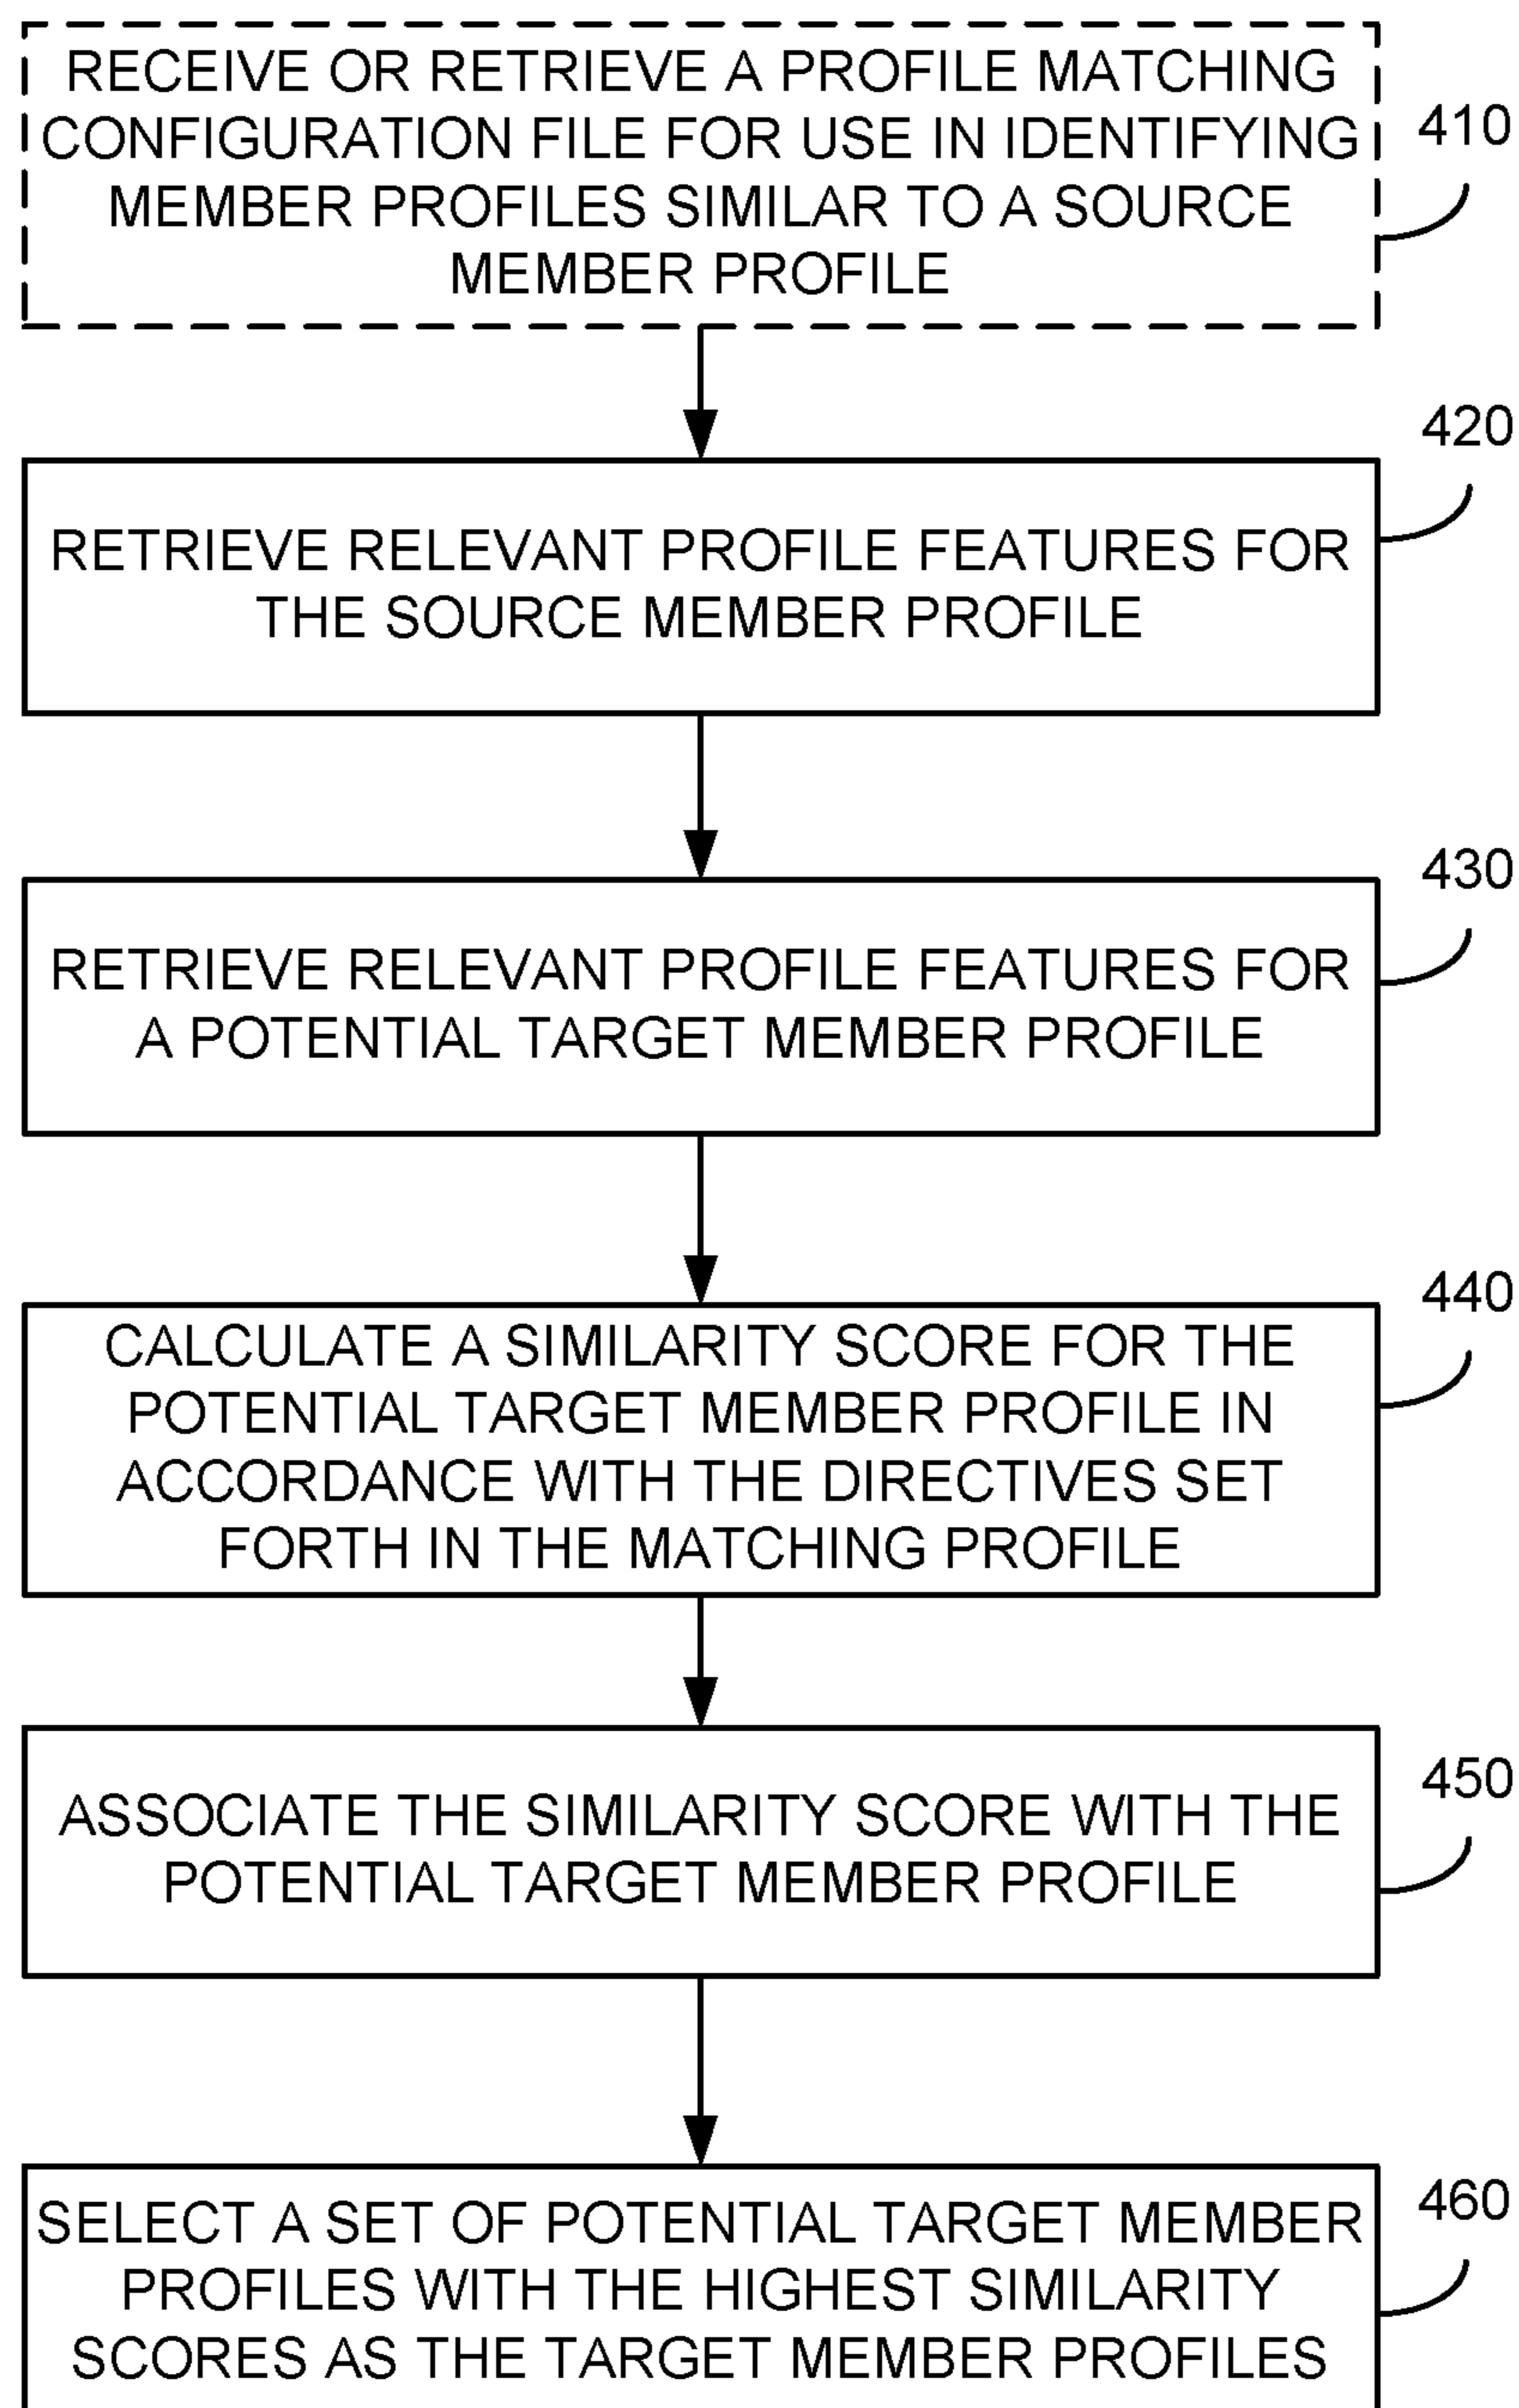 RECEIVE OR RETRIEVE A PROFILE MATCHING
CONFIGURATION FILE FOR USE IN IDENTIFYING
MEMBER PROFILES SIMILAR TO A SOURCE
MEMBER PROFILE
410
420
RETRIEVE RELEVANT PROFILE FEATURES FOR
THE SOURCE MEMBER PROFILE
430
RETRIEVE RELEVANT PROFILE FEATURES FOR
A POTENTIAL TARGET MEMBER PROFILE
440
CALCULATE A SIMILARITY SCORE FOR THE
POTENTIAL TARGET MEMBER PROFILE IN
ACCORDANCE WITH THE DIRECTIVES SET
FORTH IN THE MATCHING PROFILE
450
ASSOCIATE THE SIMILARITY SCORE WITH THE
POTENTIAL TARGET MEMBER PROFILE
460
SELECT A SET OF POTENTIAL TARGET MEMBER
PROFILES WITH THE HIGHEST SIMILARITY
SCORES AS THE TARGET MEMBER PROFILES